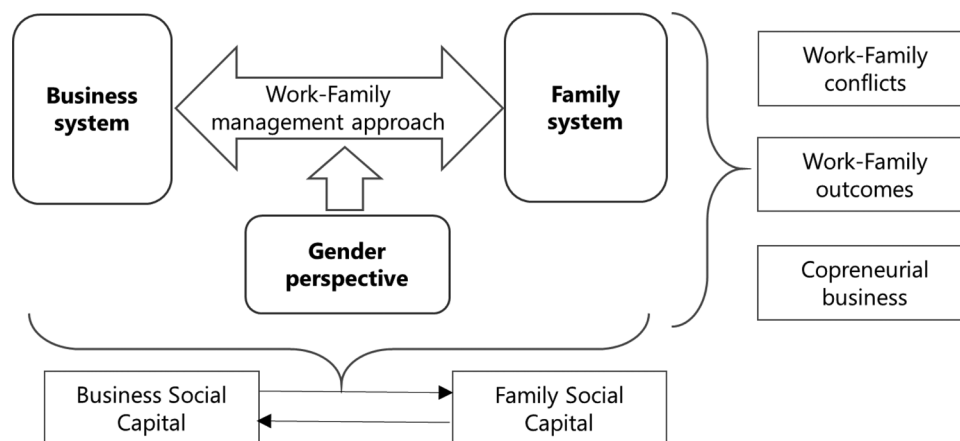 Business
system
Work-Family
management approach
Family
system
Gender
perspective
Work-Family
conflicts
Work-Family
outcomes
Copreneurial
business
Business Social
Capital
Family Social
Capital